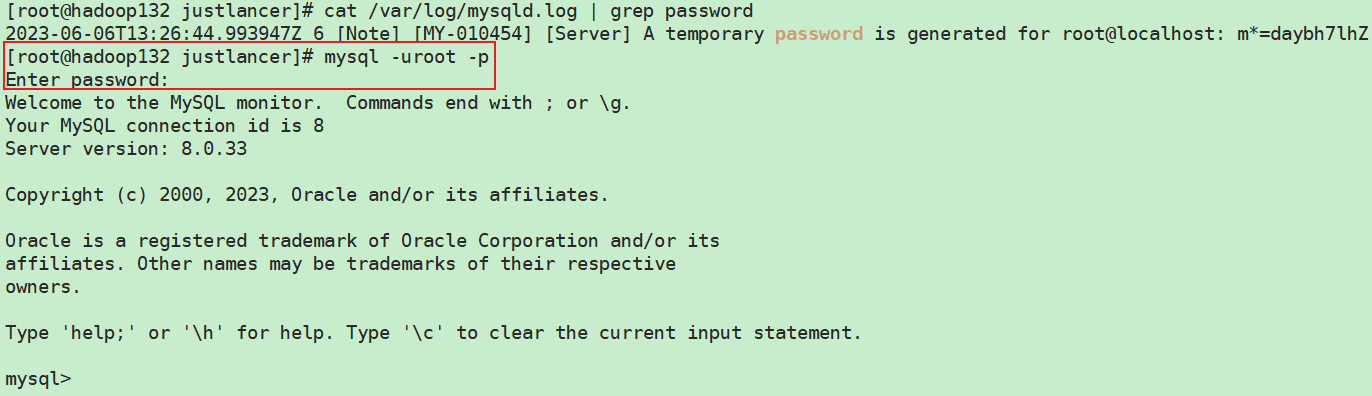 [root@hadoop132 justlancer]# cat /var/log/mysqld.log | grep password
2023-06-06T13:26:44.993947Z 6 [Note] [MY-010454] [Server] A temporary password is generated for root@localhost: m*=daybh7lhZ
[root@hadoop132 justlancer]# mysql -uroot -p
Enter password:
Welcome to the MySQL monitor.  Commands end with ; or \g.
Your MySQL connection id is 8
Server version: 8.0.33
Copyright (c) 2000, 2023, Oracle and/or its affiliates.
Oracle is a registered trademark of Oracle Corporation and/or its
affiliates. Other names may be trademarks of their respective
owners.
Type 'help;' or '\h' for help. Type '\c' to clear the current input statement.
mysql>